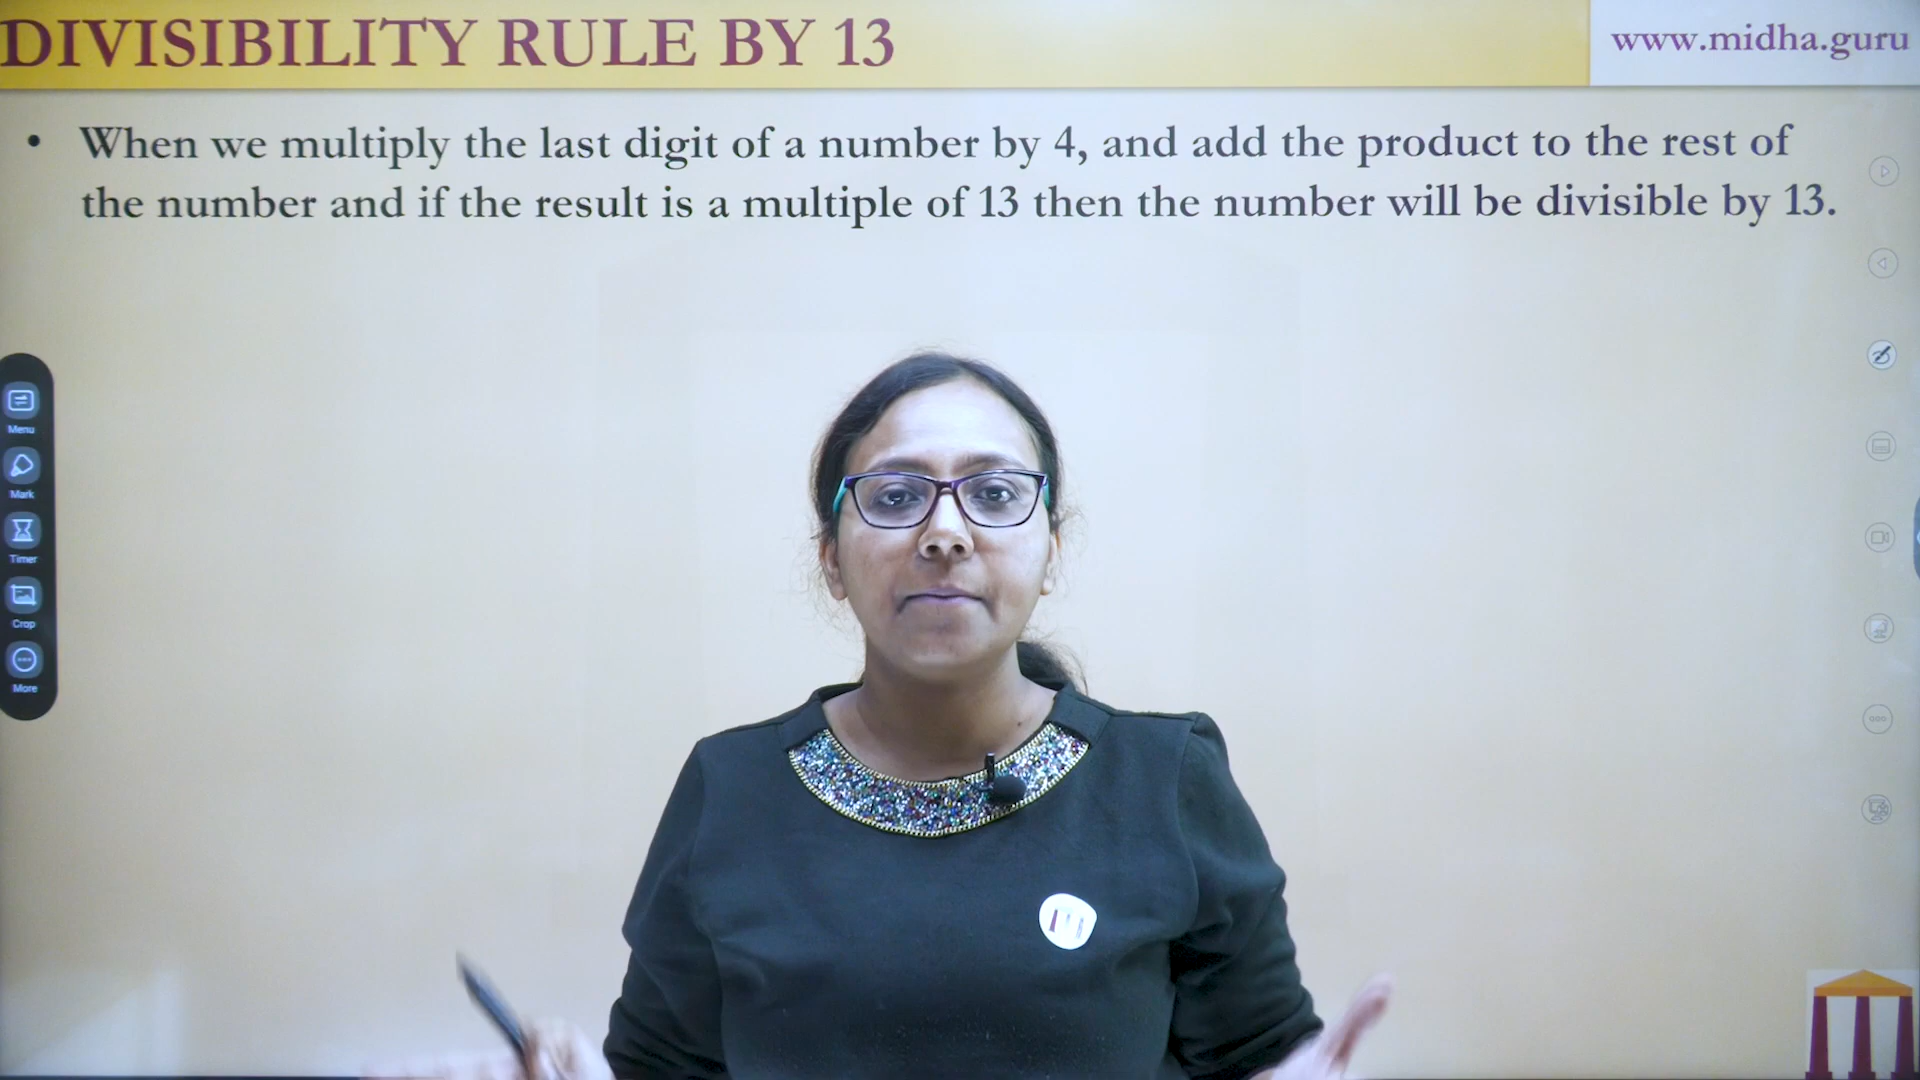 DIVISIBILITY RULE BY 13
www.midha.guru
• When we multiply the last digit of a number by 4, and add the product to the rest of
the number and if the result is a multiple of 13 then the number will be divisible by 13.
Menu
Mark
Timer
Crop
More